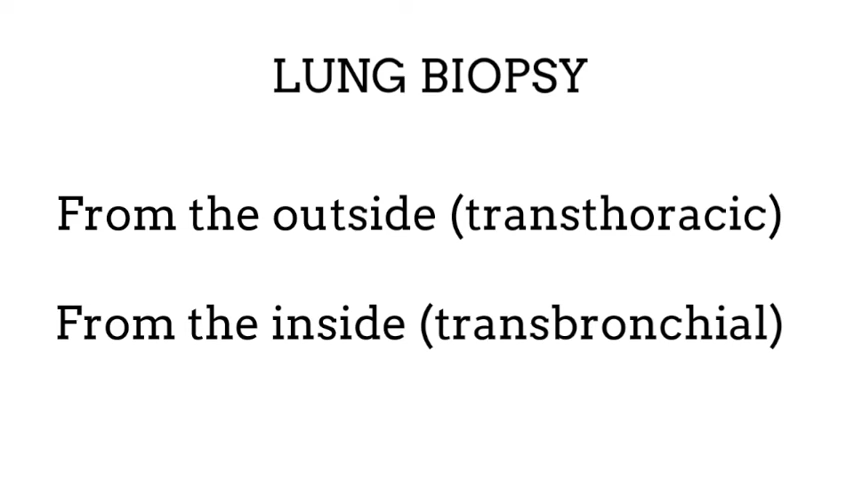 LUNG BIOPSY
From the outside (transthoracic)
From the inside (transbronchial)